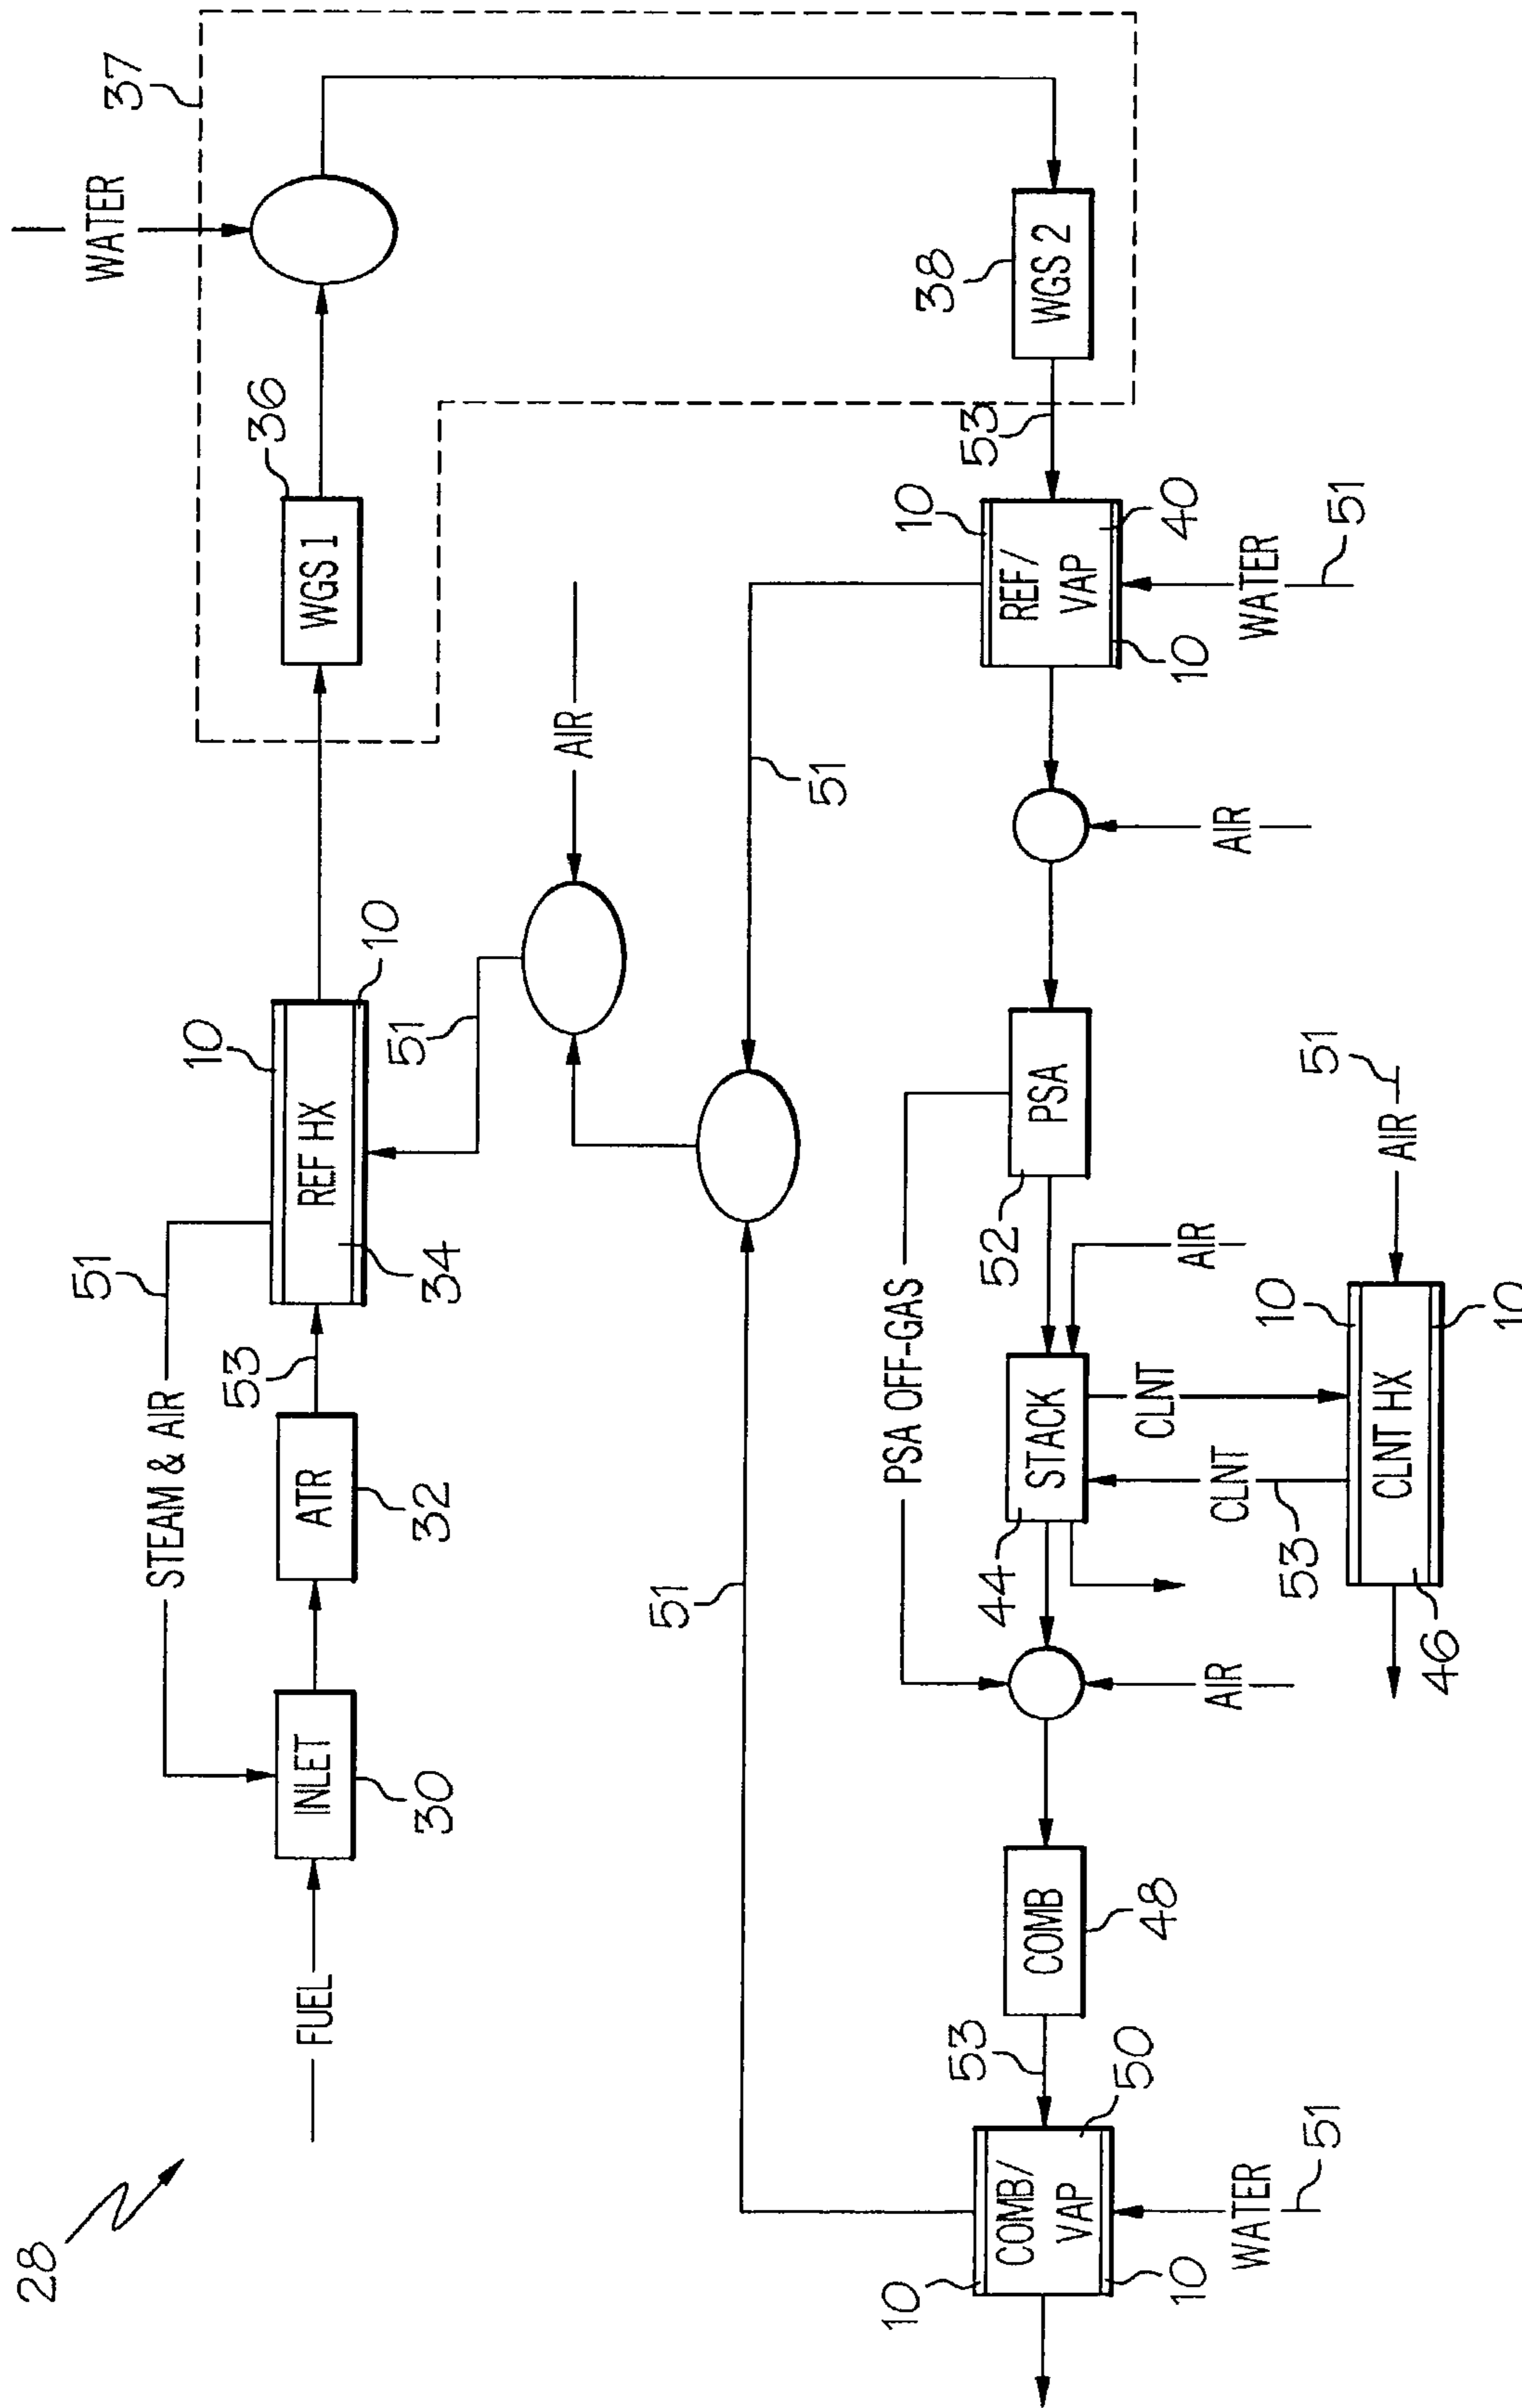 28
FUEL
INLET
30
STEAM & AIR
51
ATR
32
53
REF HX
34
10
10
51
AIR
WGS 1
36
37
WATER
WGS 2
38
53
REF/
VAP
40
10
10
WATER
51
51
AIR
PSA
52
PSA OFF-GAS
AIR
STACK
44
CLNT
CLNT
53
CLNT HX
46
10
10
AIR
51
AIR
COMB
48
53
COMB/
VAP
50
10
10
WATER
51
51